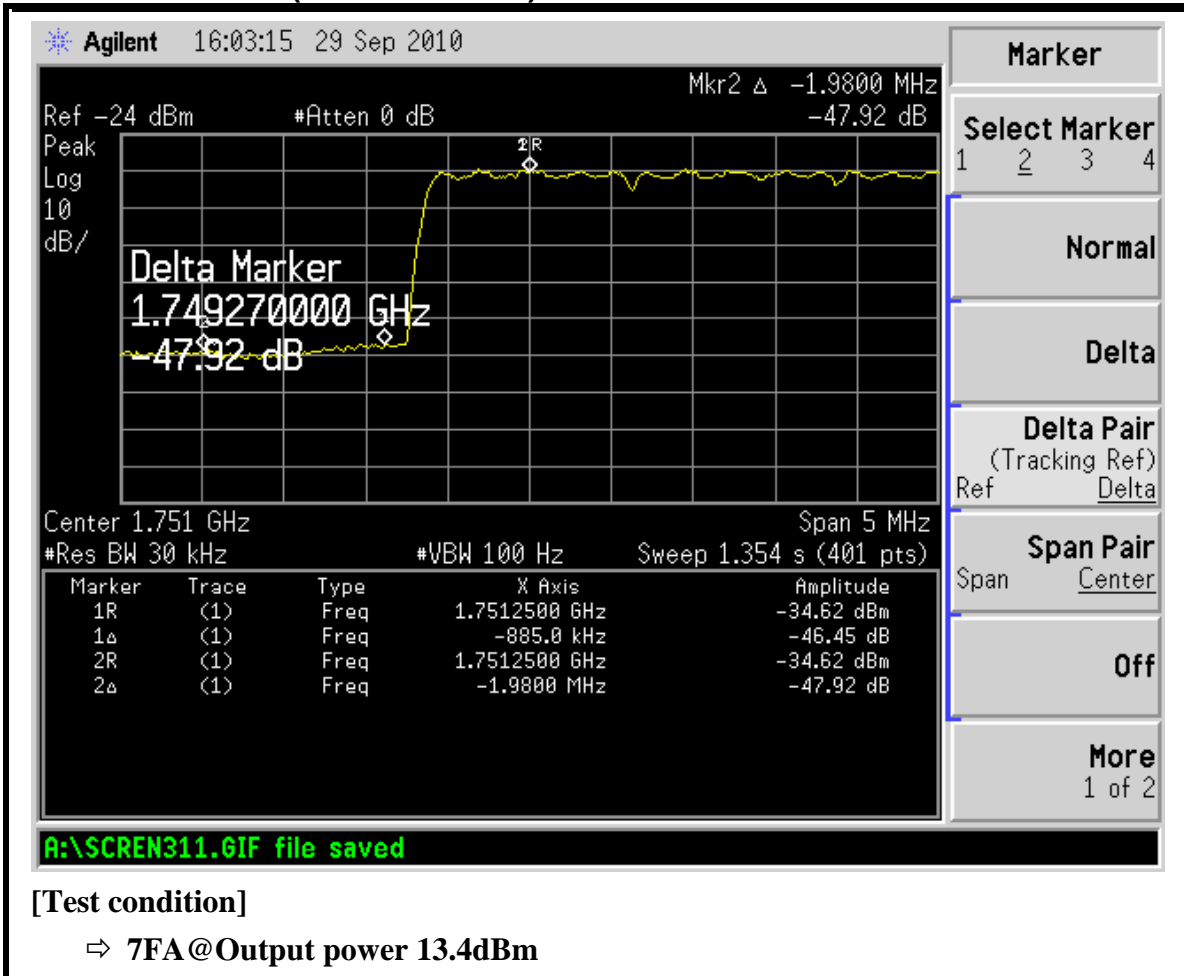 Agilent 16:03:15 29 Sep 2010
Mkr2 Δ -1.9800 MHz
Ref -24 dBm #Atten 0 dB -47.92 dB
Peak
Log
10
dB/
2R
Delta Marker
1.749270000 GHz
-47.92 dB
Center 1.751 GHz Span 5 MHz
#Res BW 30 kHz #VBW 100 Hz Sweep 1.354 s (401 pts)
Marker Trace Type X Axis Amplitude
1R (1) Freq 1.7512500 GHz -34.62 dBm
1Δ (1) Freq -885.0 kHz -46.45 dB
2R (1) Freq 1.7512500 GHz -34.62 dBm
2Δ (1) Freq -1.9800 MHz -47.92 dB
A:\SCREN311.GIF file saved
Marker
Select Marker
1 2 3 4
Normal
Delta
Delta Pair
(Tracking Ref)
Ref Delta
Span Pair
Span Center
Off
More
1 of 2
[Test condition]
⇨ 7FA@Output power 13.4dBm